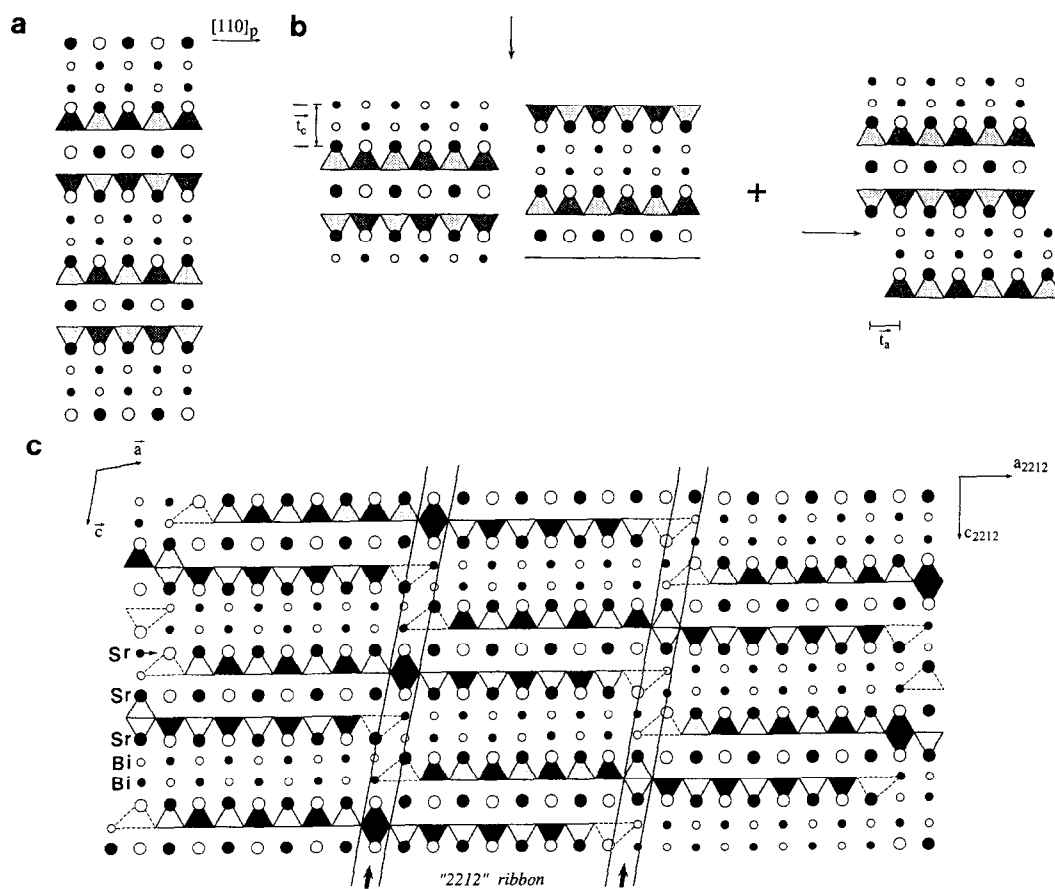 a
[110]p
b
tc
+
ta
c
a
c
a2212
c2212
Sr
Sr
Sr
Bi
Bi
"2212" ribbon